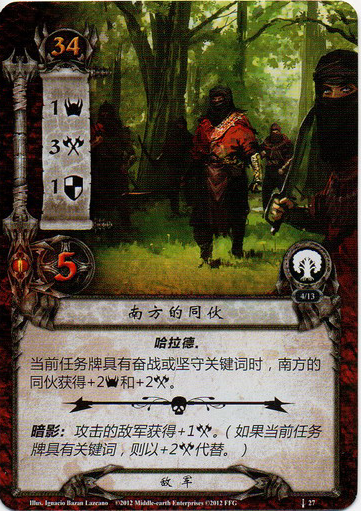 34
1
3
1
5
4/13
南方的同伙
哈拉德.
当前任务牌具有奋战或坚守关键词时，南方的
同伙获得+2和+2。
暗影：攻击的敌军获得+1。（如果当前任务
牌具有关键词，则以+2代替。）
敌军
Illus. Ignacio Bazan Lazcano ©2012 Middle-earth Enterprises ©2012 FFG 27